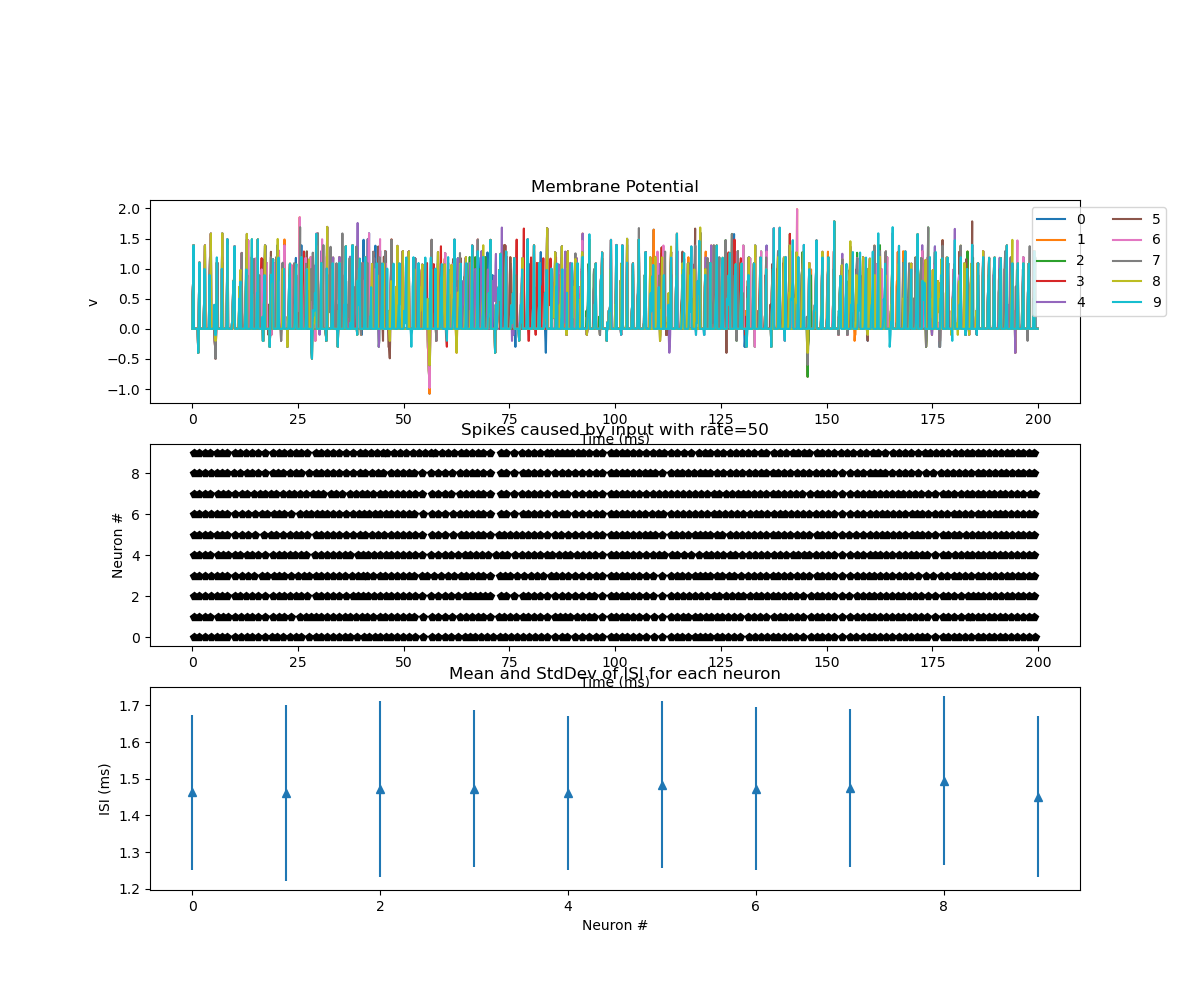 Membrane Potential
2.0
1.5
1.0
0.5
0.0
−0.5
−1.0
v
0 5
1 6
2 7
3 8
4 9
0 25 50 75 100 125 150 175 200
Time (ms)
Spikes caused by input with rate=50
8
6
4
2
0
Neuron #
0 25 50 75 100 125 150 175 200
Time (ms)
Mean and StdDev of ISI for each neuron
1.7
1.6
1.5
1.4
1.3
1.2
ISI (ms)
0 2 4 6 8
Neuron #